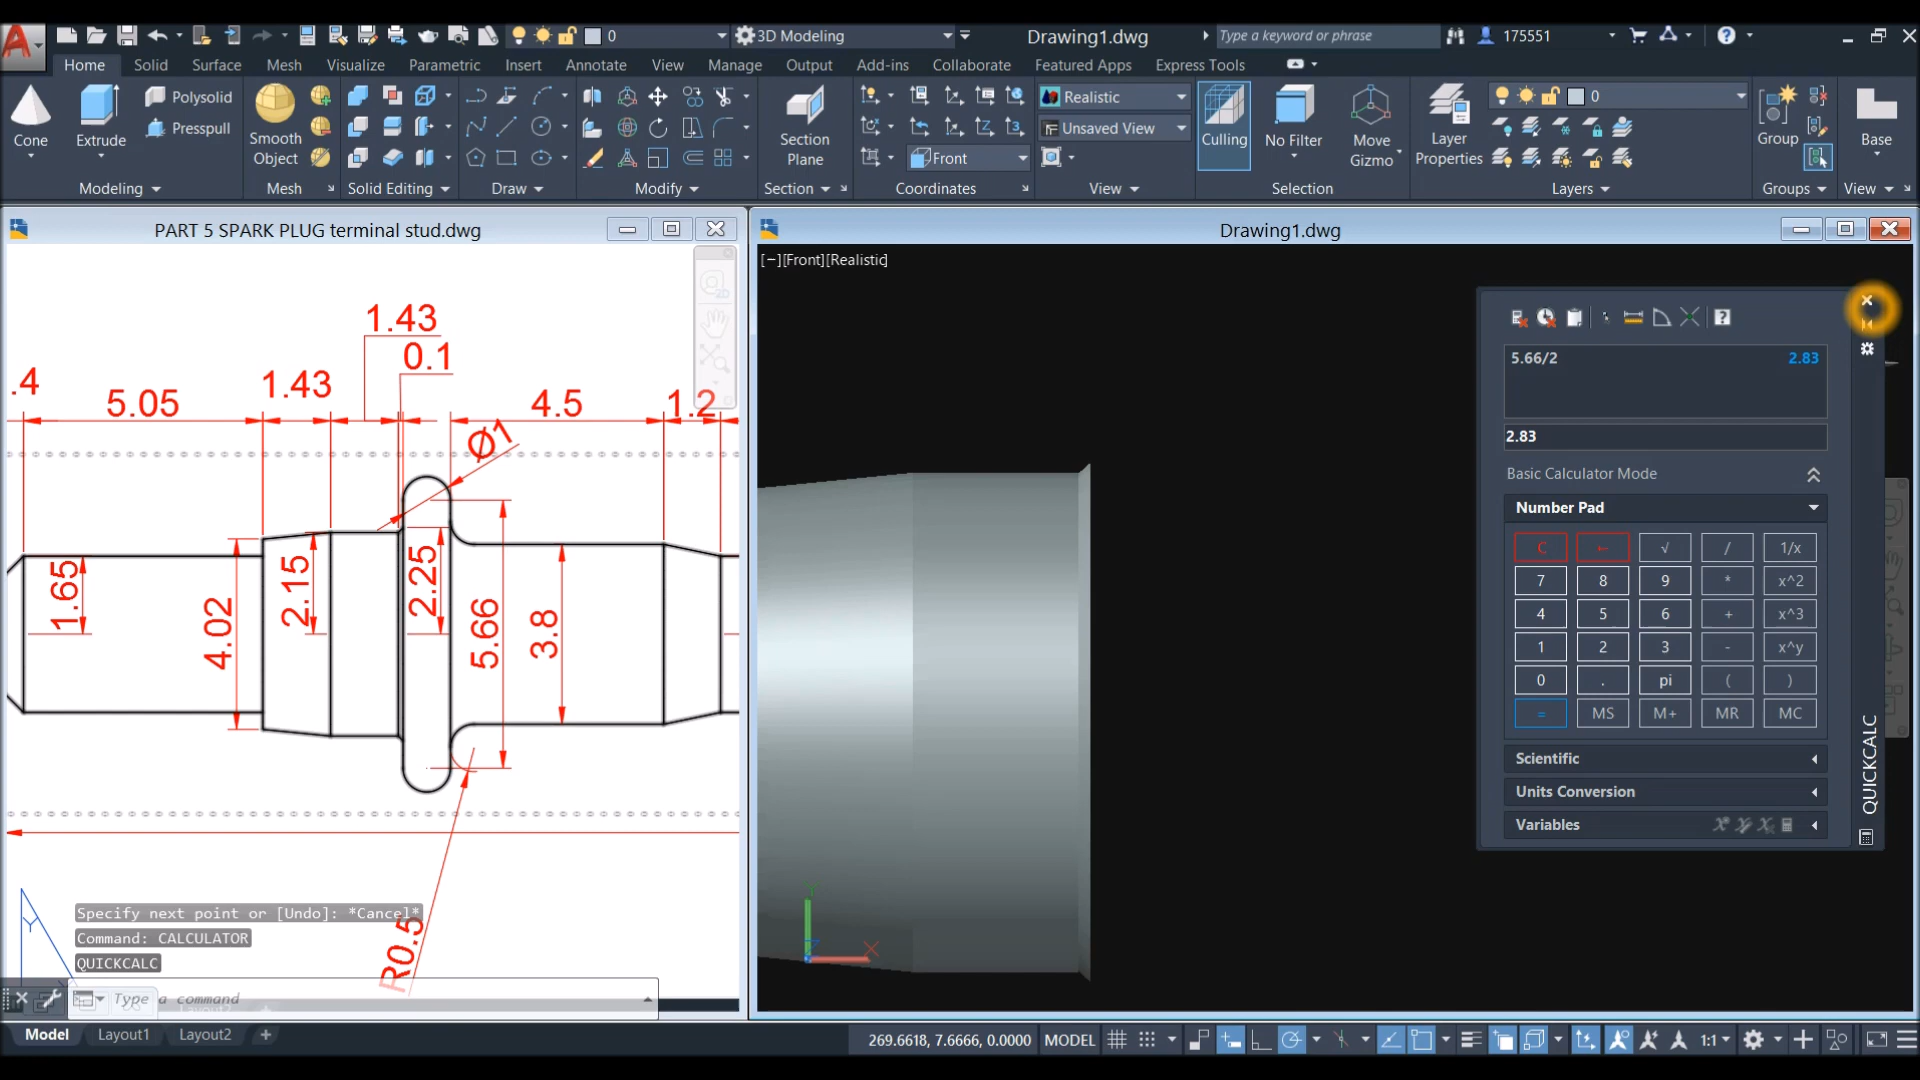 0
3D Modeling
Drawing1.dwg
Type a keyword or phrase
175551
Home
Solid
Surface
Mesh
Visualize
Parametric
Insert
Annotate
View
Manage
Output
Add-ins
Collaborate
Featured Apps
Express Tools
Cone
Extrude
Polysolid
Presspull
Smooth
Object
Section
Plane
Front
Realistic
Unsaved View
Culling
No Filter
Move
Gizmo
Layer
Properties
0
Group
Base
Modeling
Mesh
Solid Editing
Draw
Modify
Section
Coordinates
View
Selection
Layers
Groups
View
PART 5 SPARK PLUG terminal stud.dwg
Drawing1.dwg
[−][Front][Realistic]
1.43
0.1
.4
5.05
1.43
4.5
1.2
Ø1
1.65
4.02
2.15
2.25
5.66
3.8
R0.5
Y
X
5.66/2
2.83
2.83
Basic Calculator Mode
Number Pad
C
√
/
1/x
7
8
9
*
x^2
4
5
6
+
x^3
1
2
3
-
x^y
0
.
pi
(
)
=
MS
M+
MR
MC
Scientific
Units Conversion
Variables
QUICKCALC
Specify next point or [Undo]: *Cancel*
Command: CALCULATOR
QUICKCALC
Type a command
Model
Layout1
Layout2
269.6618, 7.6666, 0.0000
MODEL
1:1